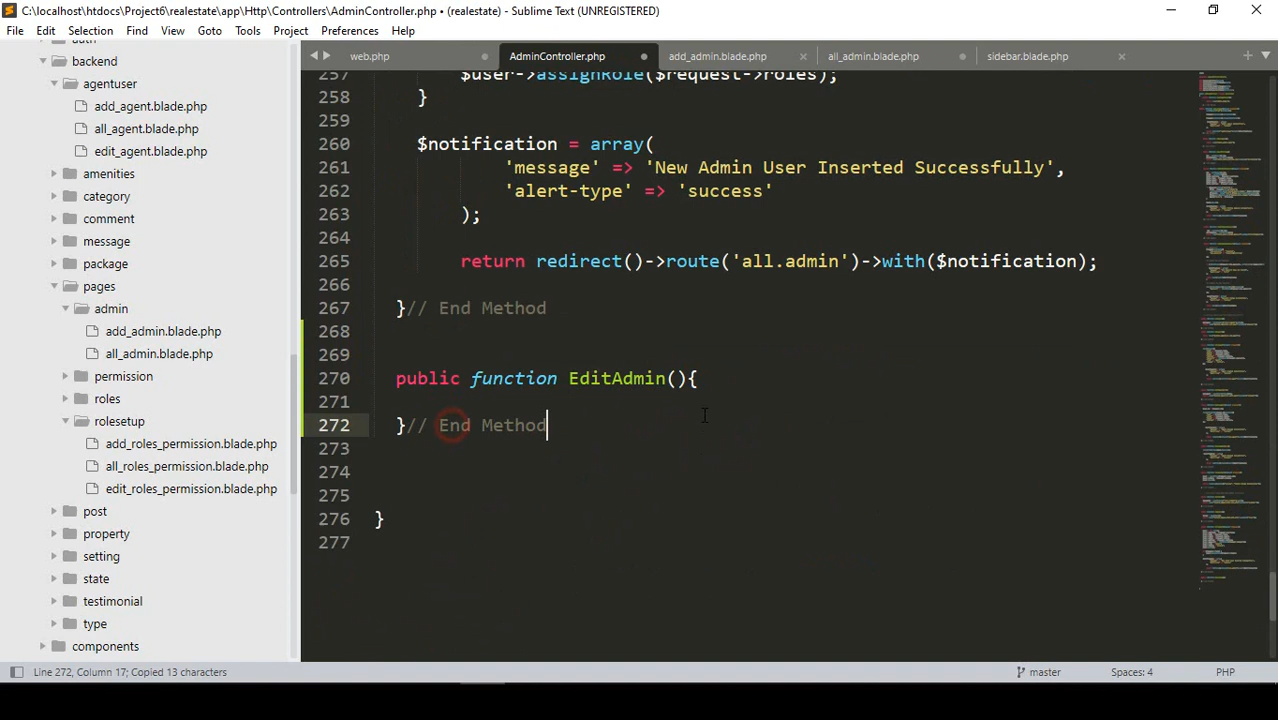 C:\localhost\htdocs\Project6\realestate\app\Http\Controllers\AdminController.php • (realestate) - Sublime Text (UNREGISTERED)
File Edit Selection Find View Goto Tools Project Preferences Help
web.php AdminController.php add_admin.blade.php all_admin.blade.php sidebar.blade.php
auth
backend
agentuser
add_agent.blade.php
all_agent.blade.php
edit_agent.blade.php
amenities
category
comment
message
package
pages
admin
add_admin.blade.php
all_admin.blade.php
permission
roles
rolesetup
add_roles_permission.blade.php
all_roles_permission.blade.php
edit_roles_permission.blade.php
post
property
setting
state
testimonial
type
components
257 $user->assignRole($request->roles);
258 }
259
260 $notification = array(
261 'message' => 'New Admin User Inserted Successfully',
262 'alert-type' => 'success'
263 );
264
265 return redirect()->route('all.admin')->with($notification);
266
267 }// End Method
268
269
270 public function EditAdmin(){
271
272 }// End Method
273
274
275
276 }
277
Line 272, Column 17; Copied 13 characters
master
Spaces: 4
PHP